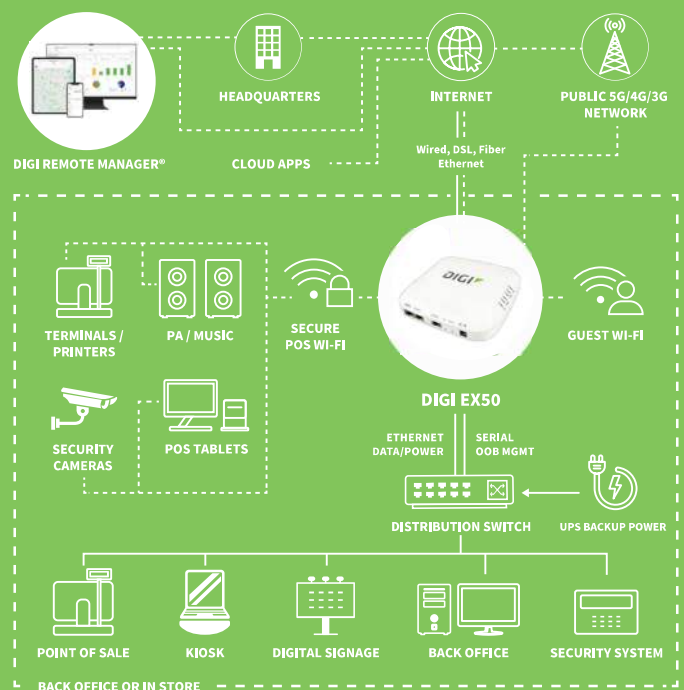 HEADQUARTERS
INTERNET
PUBLIC 5G/4G/3G
NETWORK
DIGI REMOTE MANAGER®
CLOUD APPS
Wired, DSL, Fiber
Ethernet
DIGI
TERMINALS /
PRINTERS
PA / MUSIC
SECURE
POS WI-FI
GUEST WI-FI
DIGI EX50
SECURITY
CAMERAS
POS TABLETS
ETHERNET
DATA/POWER
SERIAL
OOB MGMT
DISTRIBUTION SWITCH
UPS BACKUP POWER
POINT OF SALE
KIOSK
DIGITAL SIGNAGE
BACK OFFICE
SECURITY SYSTEM
BACK OFFICE OR IN STORE